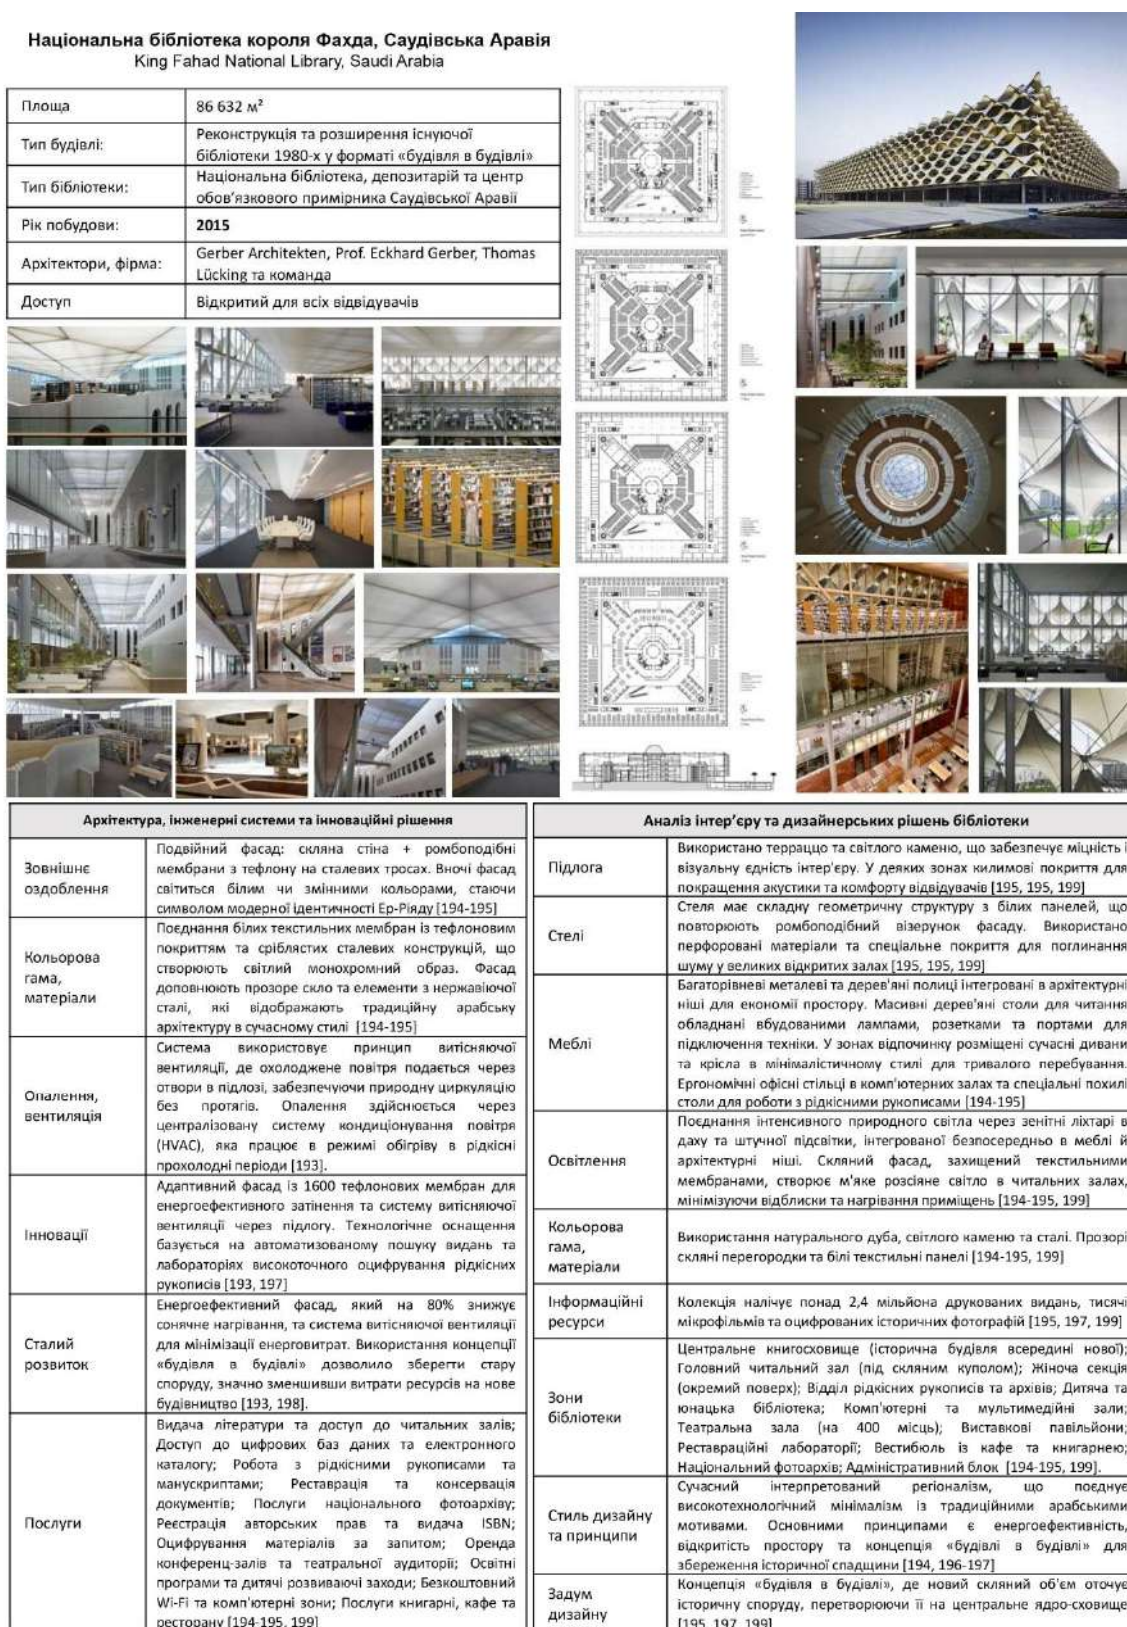 Національна бібліотека короля Фахда, Саудівська Аравія
King Fahad National Library, Saudi Arabia
Площа
86 632 м²
Тип будівлі:
Реконструкція та розширення існуючої
бібліотеки 1980-х у форматі «будівля в будівлі»
Тип бібліотеки:
Національна бібліотека, депозитарій та центр
обов'язкового примірника Саудівської Аравії
Рік побудови:
2015
Архітектори, фірма:
Gerber Architekten, Prof. Eckhard Gerber, Thomas
Lücking та команда
Доступ
Відкритий для всіх відвідувачів
Архітектура, інженерні системи та інноваційні рішення
Зовнішнє
оздоблення
Подвійний фасад: скляна стіна + ромбоподібні
мембрани з тефлону на сталевих тросах. Вночі фасад
світиться білим чи змінними кольорами, стаючи
символом модерної ідентичності Ер-Ріяду [194-195]
Кольорова
гама,
матеріали
Поєднання білих текстильних мембран із тефлоновим
покриттям та сріблястих сталевих конструкцій, що
створюють світлий монохромний образ. Фасад
доповнюють прозоре скло та елементи з нержавіючої
сталі, які відображають традиційну арабську
архітектуру в сучасному стилі [194-195]
Опалення,
вентиляція
Система використовує принцип витісняючої
вентиляції, де охолоджене повітря подається через
отвори в підлозі, забезпечуючи природну циркуляцію
без протягів. Опалення здійснюється через
централізовану систему кондиціонування повітря
(HVAC), яка працює в режимі обігріву в рідкісні
прохолодні періоди [193].
Інновації
Адаптивний фасад із 1600 тефлонових мембран для
енергоефективного затінення та систему витісняючої
вентиляції через підлогу. Технологічне оснащення
базується на автоматизованому пошуку видань та
лабораторіях високоточного оцифрування рідкісних
рукописів [193, 197]
Сталий
розвиток
Енергоефективний фасад, який на 80% знижує
сонячне нагрівання, та система витісняючої вентиляції
для мінімізації енерговитрат. Використання концепції
«будівля в будівлі» дозволило зберегти стару
споруду, значно зменшивши витрати ресурсів на нове
будівництво [193, 198].
Послуги
Видача літератури та доступ до читальних залів;
Доступ до цифрових баз даних та електронного
каталогу; Робота з рідкісними рукописами та
манускриптами; Реставрація та консервація
документів; Послуги національного фотоархіву;
Реєстрація авторських прав та видача ISBN;
Оцифрування матеріалів за запитом; Оренда
конференц-залів та театральної аудиторії; Освітні
програми та дитячі розвиваючі заходи; Безкоштовний
Wi-Fi та комп'ютерні зони; Послуги книгарні, кафе та
ресторану [194-195, 199]
Аналіз інтер'єру та дизайнерських рішень бібліотеки
Підлога
Використано терраццо та світлого каменю, що забезпечує міцність і
візуальну єдність інтер'єру. У деяких зонах килимові покриття для
покращення акустики та комфорту відвідувачів [195, 195, 199]
Стелі
Стеля має складну геометричну структуру з білих панелей, що
повторюють ромбоподібний візерунок фасаду. Використано
перфоровані матеріали та спеціальне покриття для поглинання
шуму у великих відкритих залах [195, 195, 199]
Меблі
Багаторівневі металеві та дерев'яні полиці інтегровані в архітектурні
ніші для економії простору. Масивні дерев'яні столи для читання
обладнані вбудованими лампами, розетками та портами для
підключення техніки. У зонах відпочинку розміщені сучасні дивани
та крісла в мінімалістичному стилі для тривалого перебування.
Ергономічні офісні стільці в комп'ютерних залах та спеціальні похилі
столи для роботи з рідкісними рукописами [194-195]
Освітлення
Поєднання інтенсивного природного світла через зенітні ліхтарі в
даху та штучної підсвітки, інтегрованої безпосередньо в меблі й
архітектурні ніші. Скляний фасад, захищений текстильними
мембранами, створює м'яке розсіяне світло в читальних залах,
мінімізуючи відблиски та нагрівання приміщень [194-195, 199]
Кольорова
гама,
матеріали
Використання натурального дуба, світлого каменю та сталі. Прозорі
скляні перегородки та білі текстильні панелі [194-195, 199]
Інформаційні
ресурси
Колекція налічує понад 2,4 мільйона друкованих видань, тисячі
мікрофільмів та оцифрованих історичних фотографій [195, 197, 199]
Зони
бібліотеки
Центральне книгосховище (історична будівля всередині нової);
Головний читальний зал (під скляним куполом); Жіноча секція
(окремий поверх); Відділ рідкісних рукописів та архівів; Дитяча та
юнацька бібліотека; Комп'ютерні та мультимедійні зали;
Театральна зала (на 400 місць); Виставкові павільйони;
Реставраційні лабораторії; Вестибюль із кафе та книгарнею;
Національний фотоархів; Адміністративний блок [194-195, 199].
Стиль дизайну
та принципи
Сучасний інтерпретований регіоналізм, що поєднує
високотехнологічний мінімалізм із традиційними арабськими
мотивами. Основними принципами є енергоефективність,
відкритість простору та концепція «будівлі в будівлі» для
збереження історичної спадщини [194, 196-197]
Задум
дизайну
Концепція «будівля в будівлі», де новий скляний об'єм оточує
історичну споруду, перетворюючи її на центральне ядро-сховище
[195, 197, 199]